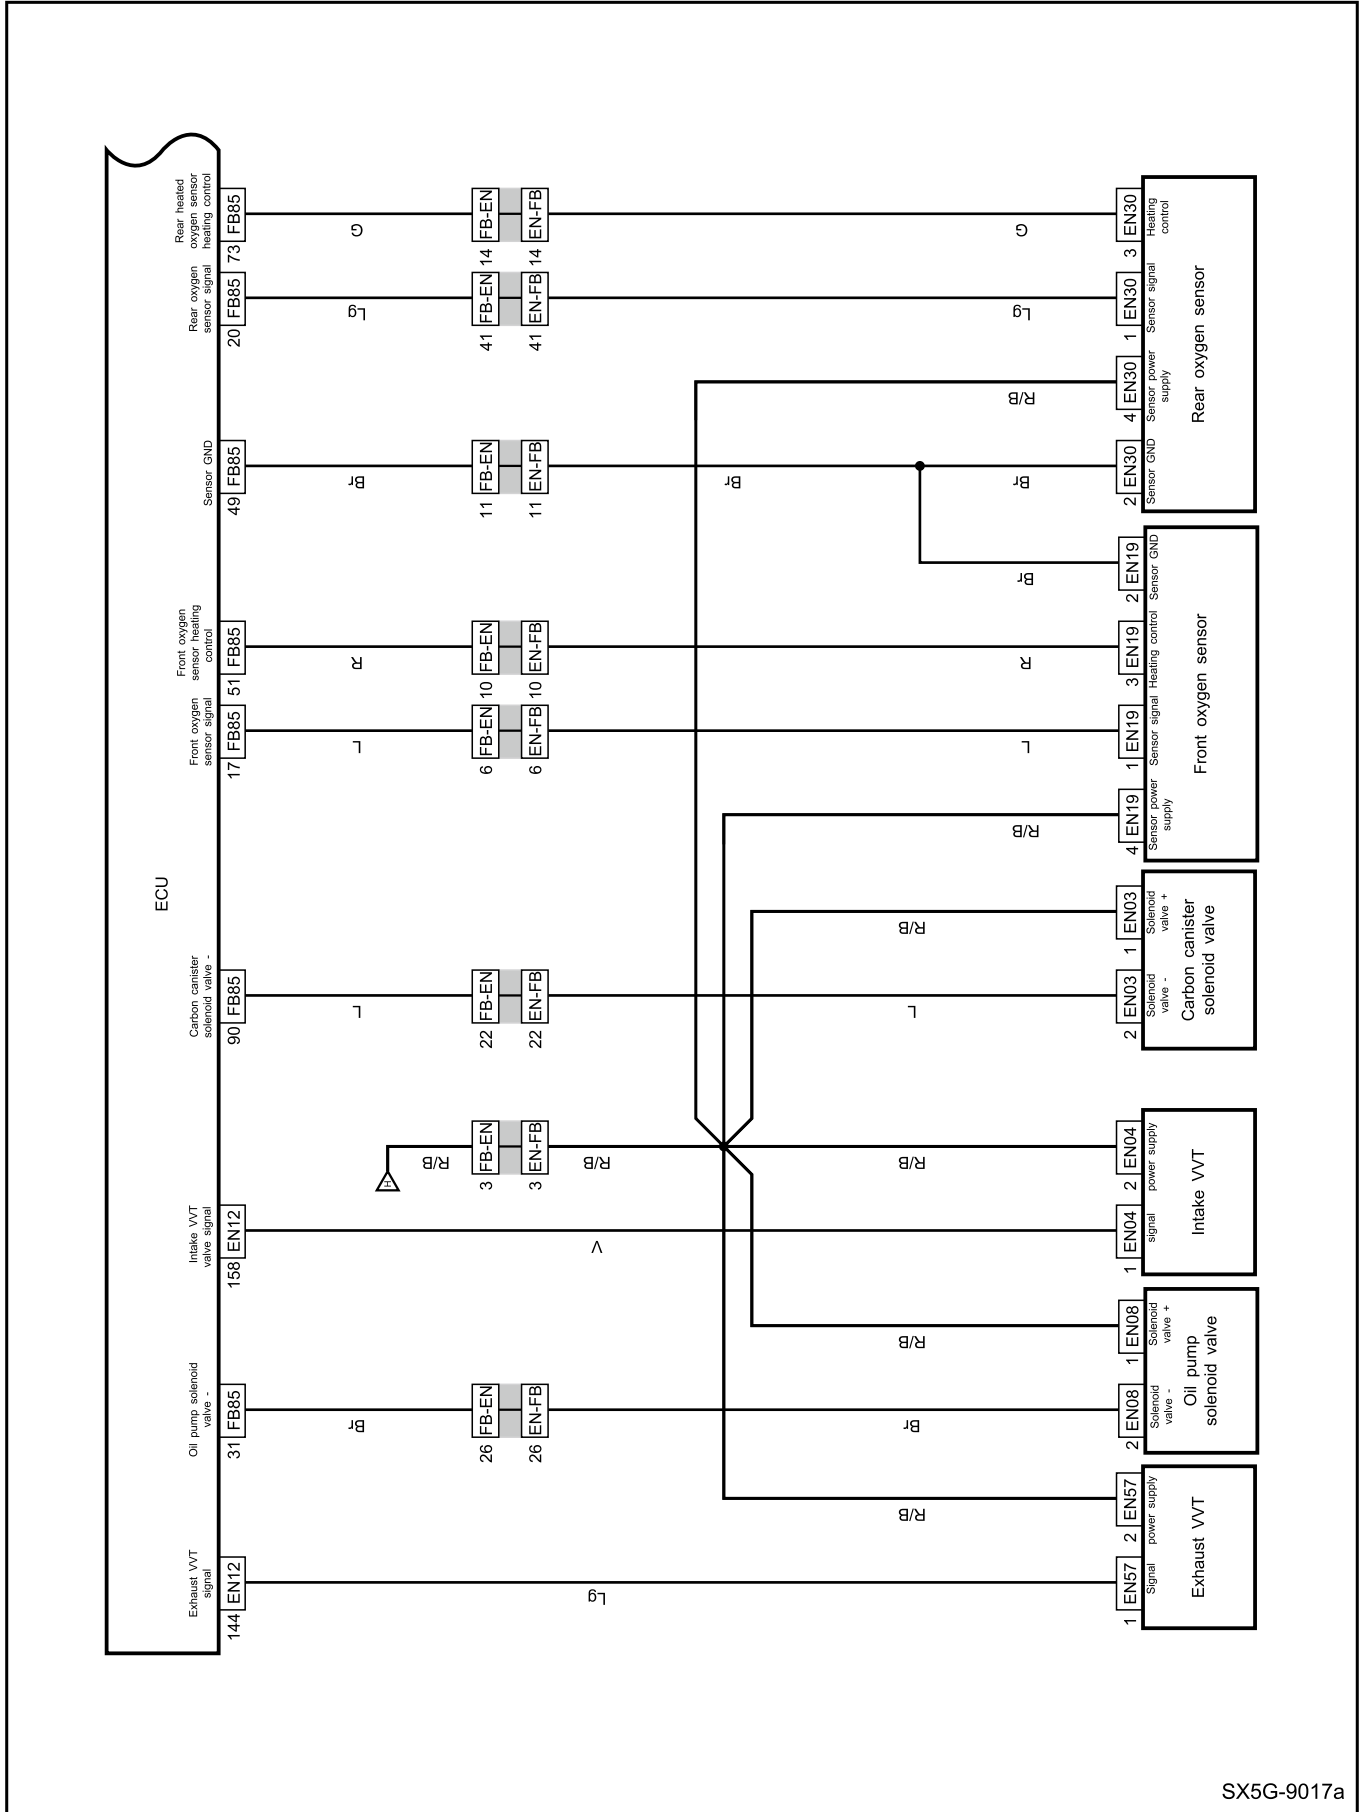 Rear heated
oxygen sensor
heating control
73 FB85
G
14 FB-EN
14 EN-FB
G
3 EN30
Heating
control
Rear oxygen
sensor signal
20 FB85
Lg
41 FB-EN
41 EN-FB
Lg
1 EN30
Sensor signal
R/B
4 EN30
Sensor power
supply
Sensor GND
49 FB85
Br
11 FB-EN
11 EN-FB
Br
Br
2 EN30
Sensor GND
Rear oxygen sensor
Br
2 EN19
Sensor GND
Front oxygen
sensor heating
control
51 FB85
R
10 FB-EN
10 EN-FB
R
3 EN19
Heating control
Front oxygen
sensor signal
17 FB85
L
6 FB-EN
6 EN-FB
L
1 EN19
Sensor signal
R/B
4 EN19
Sensor power
supply
Front oxygen sensor
ECU
R/B
1 EN03
Solenoid
valve +
Carbon canister
solenoid valve -
90 FB85
L
22 FB-EN
22 EN-FB
L
2 EN03
Solenoid
valve -
Carbon canister
solenoid valve
H
R/B
3 FB-EN
3 EN-FB
R/B
R/B
2 EN04
power supply
Intake VVT
valve signal
158 EN12
V
1 EN04
signal
Intake VVT
R/B
1 EN08
Solenoid
valve +
Oil pump solenoid
valve -
31 FB85
Br
26 FB-EN
26 EN-FB
Br
2 EN08
Solenoid
valve -
Oil pump
solenoid valve
R/B
2 EN57
power supply
Exhaust VVT
signal
144 EN12
Lg
1 EN57
Signal
Exhaust VVT
SX5G-9017a